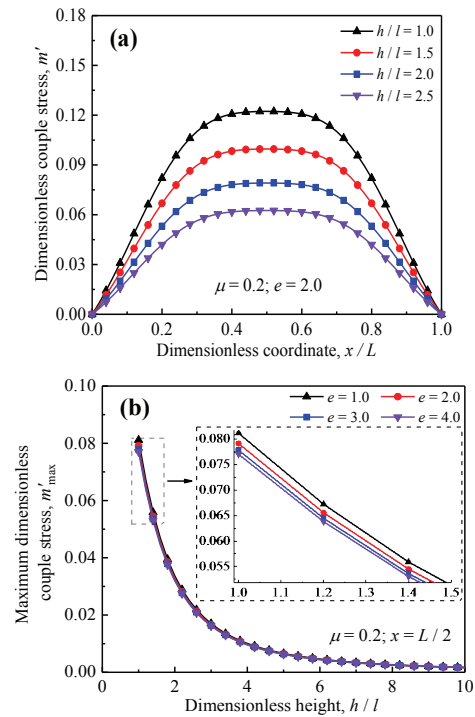 (a)
h / l = 1.0
h / l = 1.5
h / l = 2.0
h / l = 2.5
Dimensionless couple stress, m′
0.18
0.15
0.12
0.09
0.06
0.03
0.00
μ = 0.2; e = 2.0
0.0 0.2 0.4 0.6 0.8 1.0
Dimensionless coordinate, x / L
(b)
e = 1.0 e = 2.0
e = 3.0 e = 4.0
Maximum dimensionless
couple stress, m′max
0.10
0.08
0.06
0.04
0.02
0.00
0.080
0.075
0.070
0.065
0.060
0.055
1.0 1.1 1.2 1.3 1.4 1.5
μ = 0.2; x = L / 2
0 2 4 6 8 10
Dimensionless height, h / l